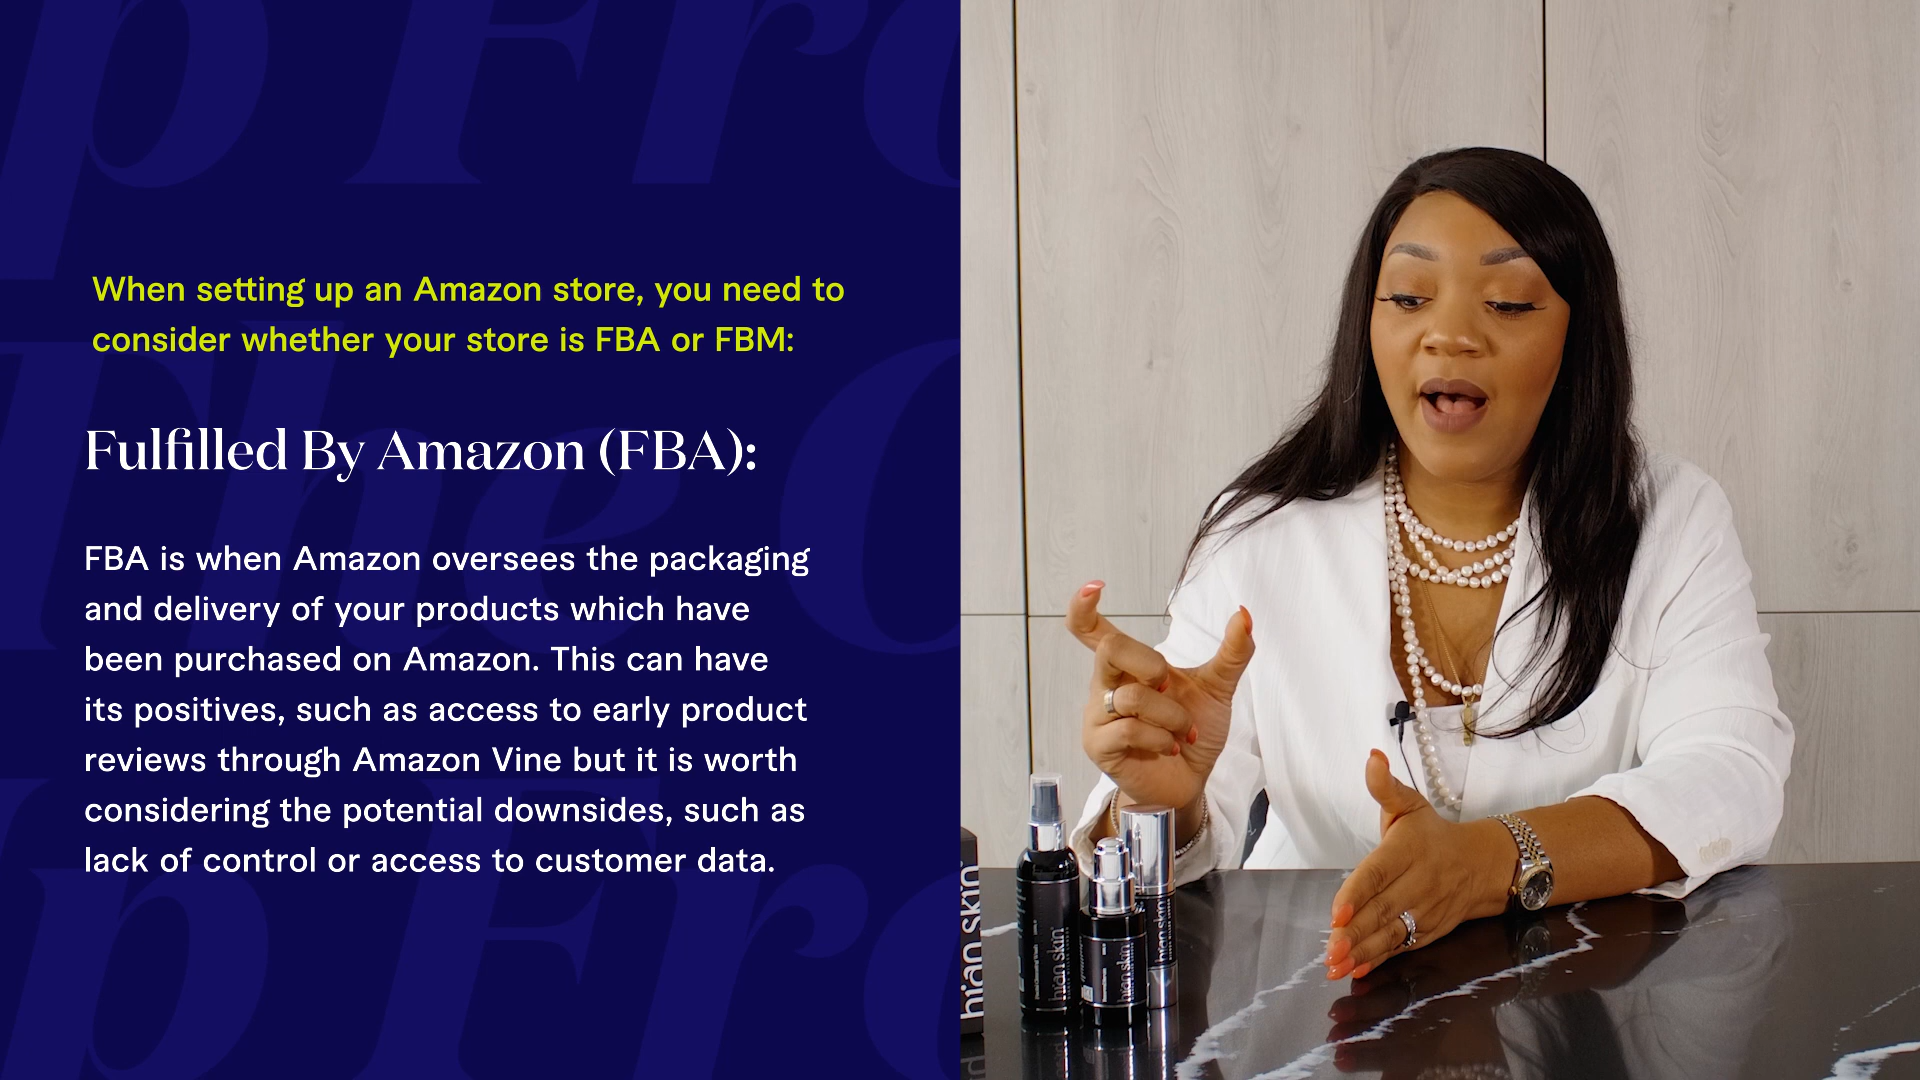 When setting up an Amazon store, you need to
consider whether your store is FBA or FBM:
Fulfilled By Amazon (FBA):
FBA is when Amazon oversees the packaging
and delivery of your products which have
been purchased on Amazon. This can have
its positives, such as access to early product
reviews through Amazon Vine but it is worth
considering the potential downsides, such as
lack of control or access to customer data.
hian skin
hian skin
hian skin
hian skin